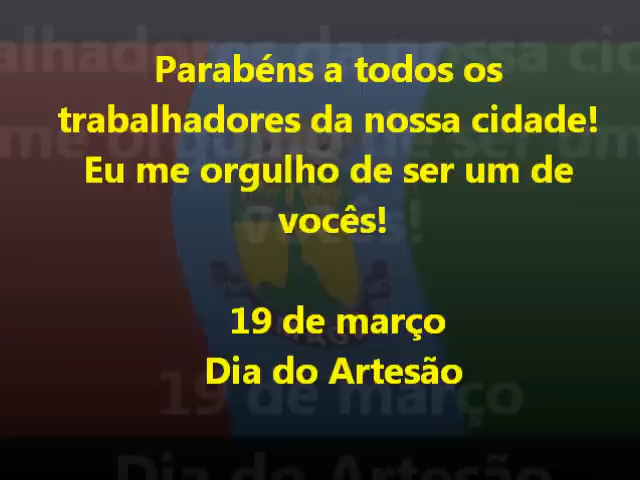 Parabéns a todos os
trabalhadores da nossa cidade!
Eu me orgulho de ser um de
vocês!
19 de março
Dia do Artesão